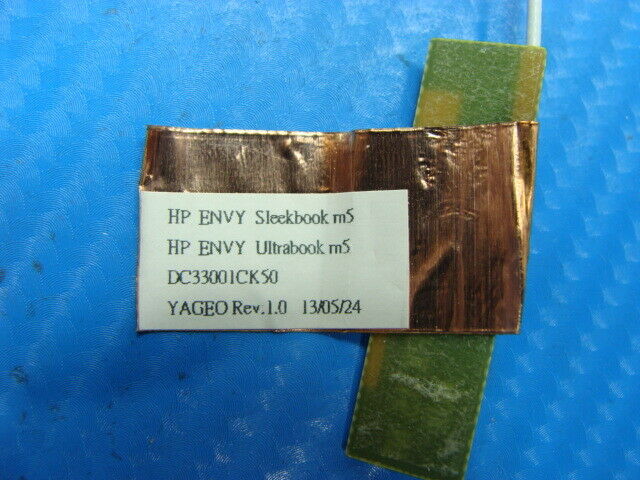 HP ENVY Sleekbook m5
HP ENVY Ultrabook m5
DC33001CK50
YAGEO Rev.1.0 13/05/24